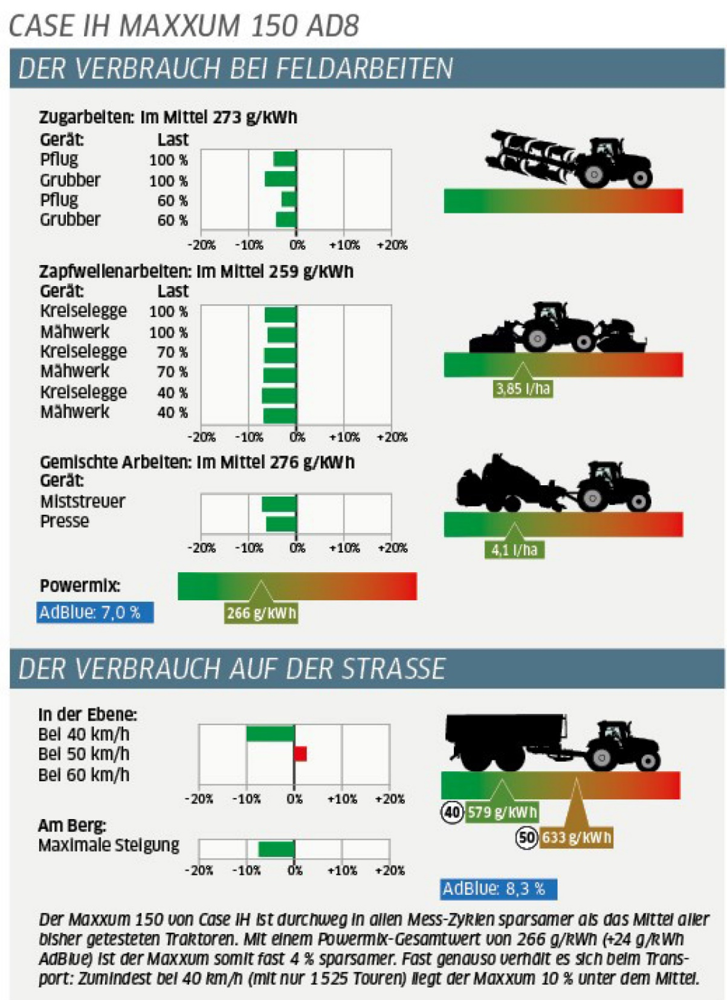 CASE IH MAXXUM 150 AD8
DER VERBRAUCH BEI FELDARBEITEN
Zugarbeiten: Im Mittel 273 g/kWh
Gerät: Last
Pflug 100 %
Grubber 100 %
Pflug 60 %
Grubber 60 %
-20% -10% 0% +10% +20%
Zapfwellenarbeiten: Im Mittel 259 g/kWh
Gerät: Last
Kreiselegge 100 %
Mähwerk 100 %
Kreiselegge 70 %
Mähwerk 70 %
Kreiselegge 40 %
Mähwerk 40 %
-20% -10% 0% +10% +20%
3,85 l/ha
Gemischte Arbeiten: Im Mittel 276 g/kWh
Gerät:
Miststreuer
Presse
-20% -10% 0% +10% +20%
4,1 l/ha
Powermix:
AdBlue: 7,0 %
266 g/kWh
DER VERBRAUCH AUF DER STRASSE
In der Ebene:
Bei 40 km/h
Bei 50 km/h
Bei 60 km/h
-20% -10% 0% +10% +20%
40 579 g/kWh
50 633 g/kWh
Am Berg:
Maximale Steigung
-20% -10% 0% +10% +20%
AdBlue: 8,3 %
Der Maxxum 150 von Case IH ist durchweg in allen Mess-Zyklen sparsamer als das Mittel aller
bisher getesteten Traktoren. Mit einem Powermix-Gesamtwert von 266 g/kWh (+24 g/kWh
AdBlue) ist der Maxxum somit fast 4 % sparsamer. Fast genauso verhält es sich beim Trans-
port: Zumindest bei 40 km/h (mit nur 1525 Touren) liegt der Maxxum 10 % unter dem Mittel.